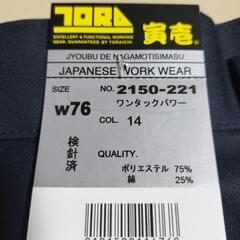 TORA 寅壱
EXCELLENT & FUNCTIONAL WORKING
GEAR. GUARANTEED BY TORAICHI
JYOUBU DE NAGAMOTISIMASU
JAPANESE WORK WEAR
SIZE NO. 2150-221
W76 ワンタックパワー
COL. 14
検針済 QUALITY.
ポリエステル 75%
綿 25%